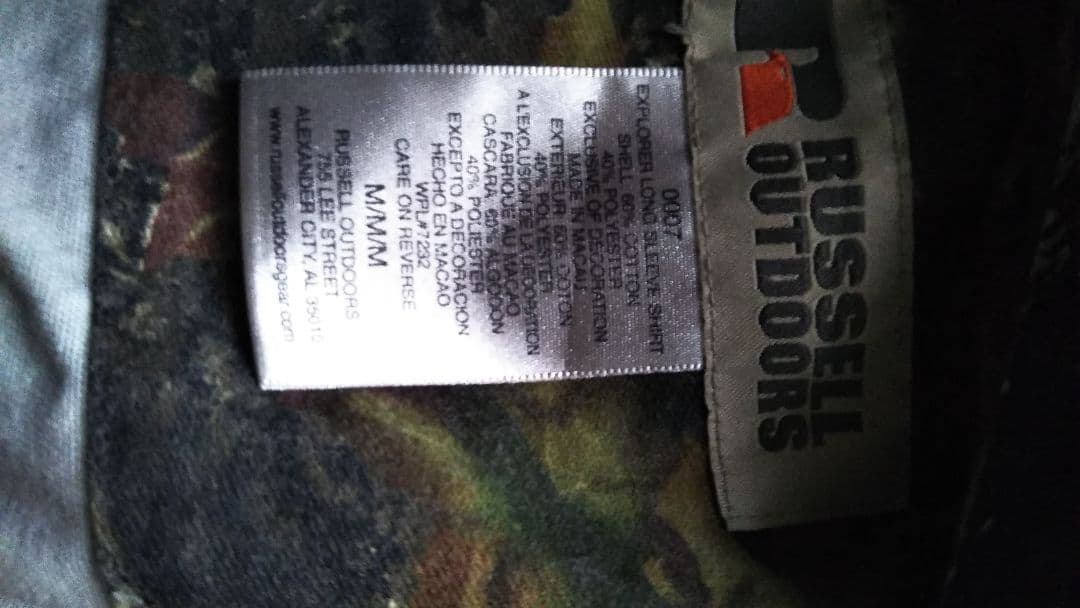 RUSSELL
OUTDOORS
0007
EXPLORER LONG SLEEVE SHIRT
SHELL 60% COTTON
40% POLYESTER
EXCLUSIVE OF DECORATION
MADE IN MACAU
EXTERIEUR 60% COTON
40% POLYESTER
A L'EXCLUSION DE LA DECORATION
FABRIQUE AU MACAO
CASCARA 60% ALGODON
40% POLIESTER
EXCEPTO A DECORACION
HECHO EN MACAO
WPL#7232
CARE ON REVERSE
M/M/M
RUSSELL OUTDOORS
755 LEE STREET
ALEXANDER CITY, AL 35010
www.russelloutdoorsgear.com